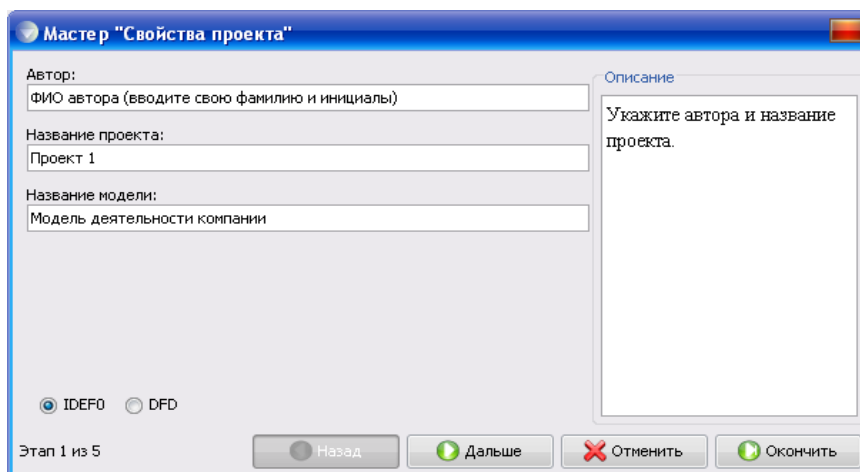 Мастер "Свойства проекта"
Автор:
ФИО автора (вводите свою фамилию и инициалы)
Название проекта:
Проект 1
Название модели:
Модель деятельности компании
IDEF0 DFD
Описание
Укажите автора и название
проекта.
Этап 1 из 5 Назад Дальше Отменить Окончить